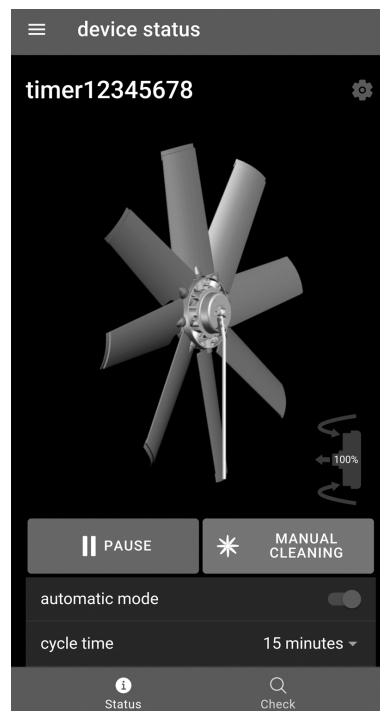 device status
timer12345678
100%
PAUSE
MANUAL
CLEANING
automatic mode
cycle time 15 minutes
Status Check